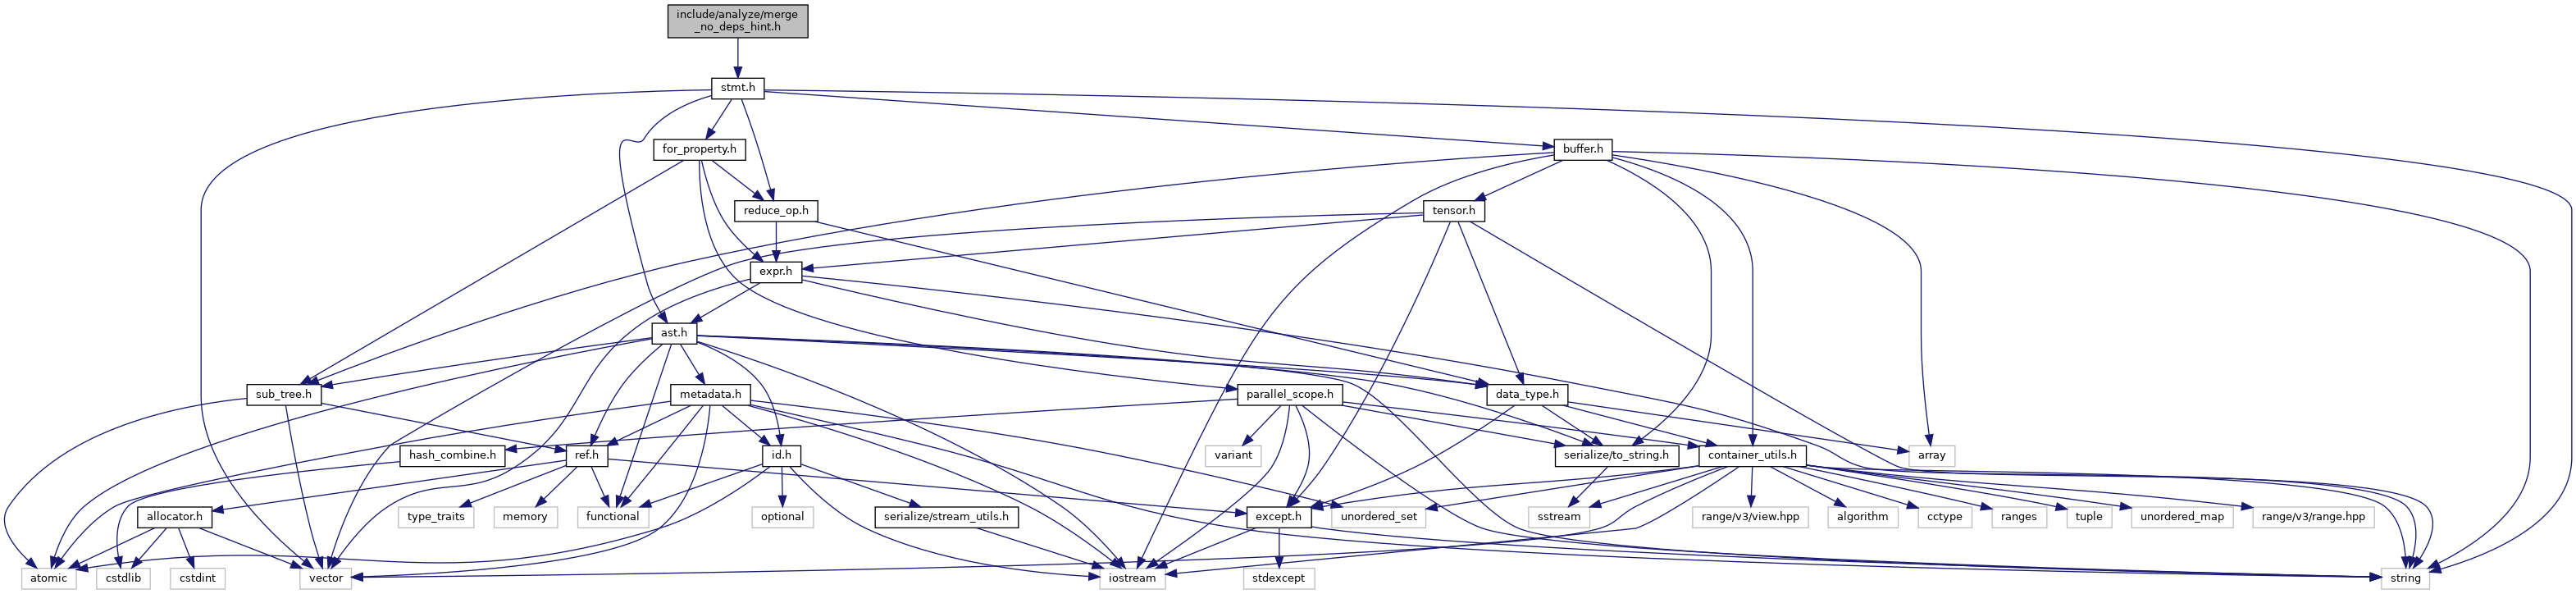 include/analyze/merge
_no_deps_hint.h
stmt.h
for_property.h
buffer.h
reduce_op.h
tensor.h
expr.h
ast.h
sub_tree.h
metadata.h
parallel_scope.h
data_type.h
hash_combine.h
ref.h
id.h
variant
serialize/to_string.h
container_utils.h
array
allocator.h
type_traits
memory
functional
optional
serialize/stream_utils.h
except.h
unordered_set
sstream
range/v3/view.hpp
algorithm
cctype
ranges
tuple
unordered_map
range/v3/range.hpp
atomic
cstdlib
cstdint
vector
iostream
stdexcept
string